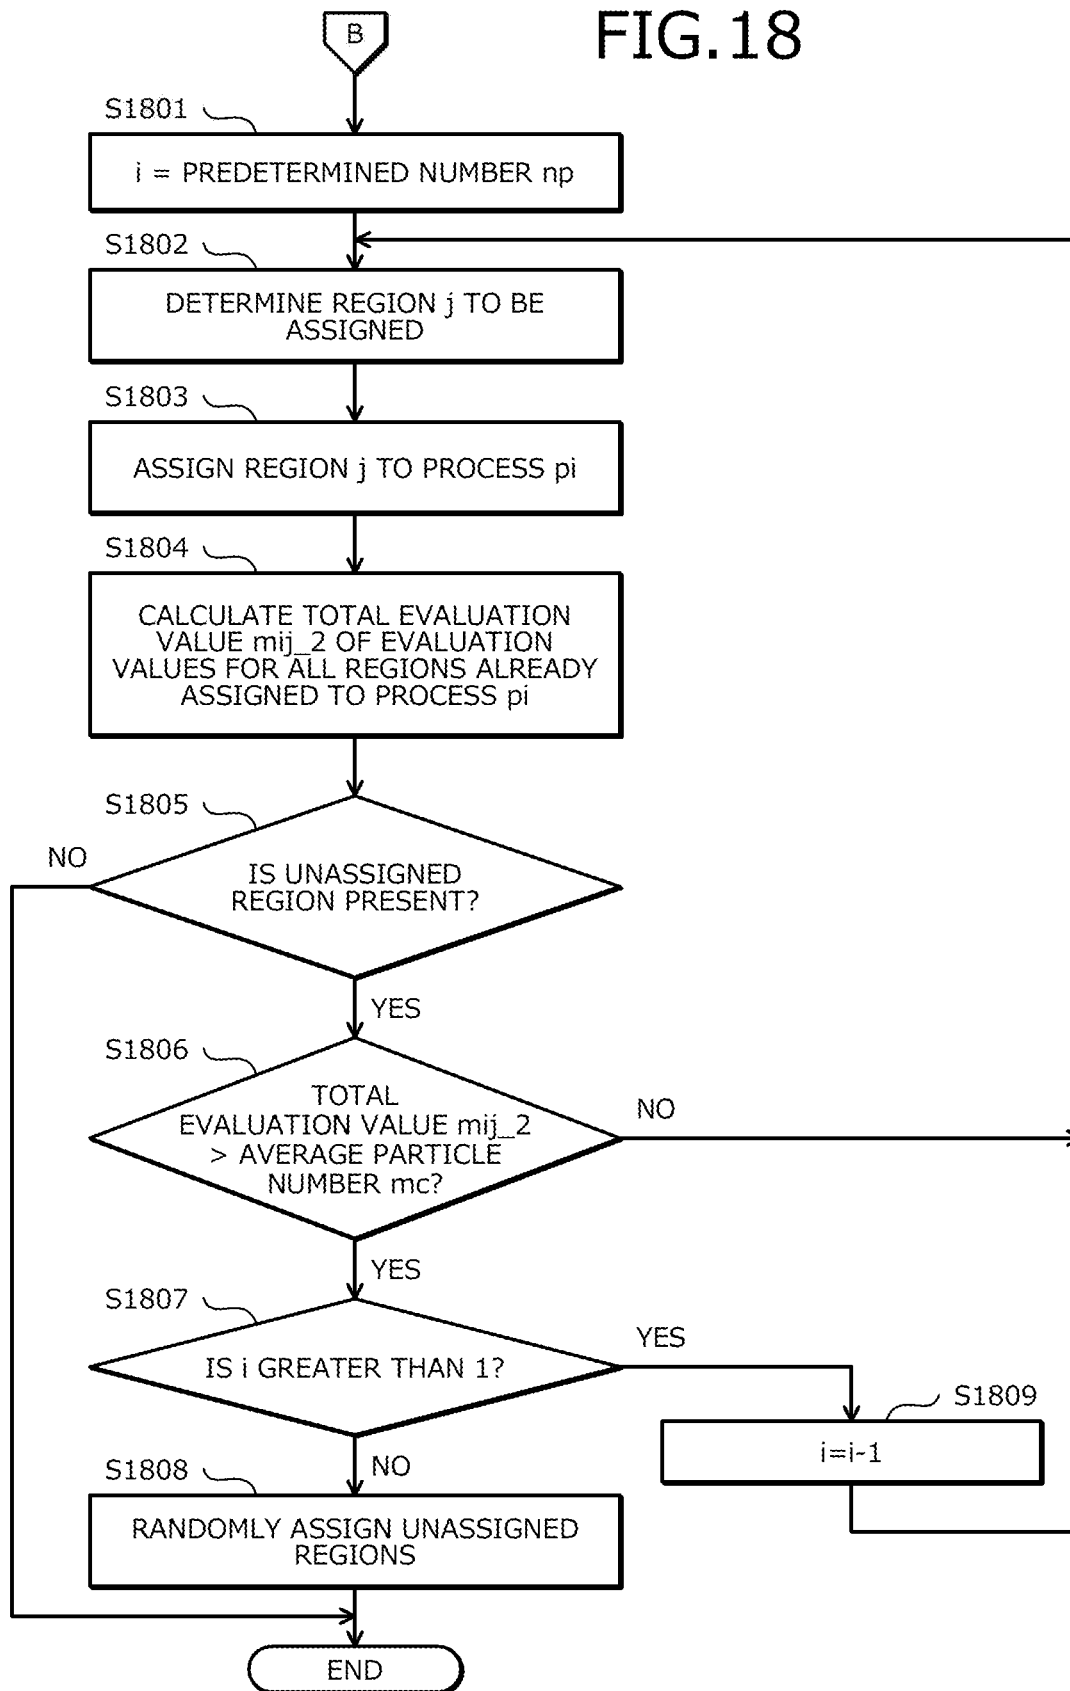 FIG.18
B
S1801
i = PREDETERMINED NUMBER np
S1802
DETERMINE REGION j TO BE
ASSIGNED
S1803
ASSIGN REGION j TO PROCESS pi
S1804
CALCULATE TOTAL EVALUATION
VALUE mij_2 OF EVALUATION
VALUES FOR ALL REGIONS ALREADY
ASSIGNED TO PROCESS pi
S1805
NO
IS UNASSIGNED
REGION PRESENT?
YES
S1806
TOTAL
EVALUATION VALUE mij_2
> AVERAGE PARTICLE
NUMBER mc?
NO
YES
S1807
IS i GREATER THAN 1?
YES
S1809
i=i-1
NO
S1808
RANDOMLY ASSIGN UNASSIGNED
REGIONS
END